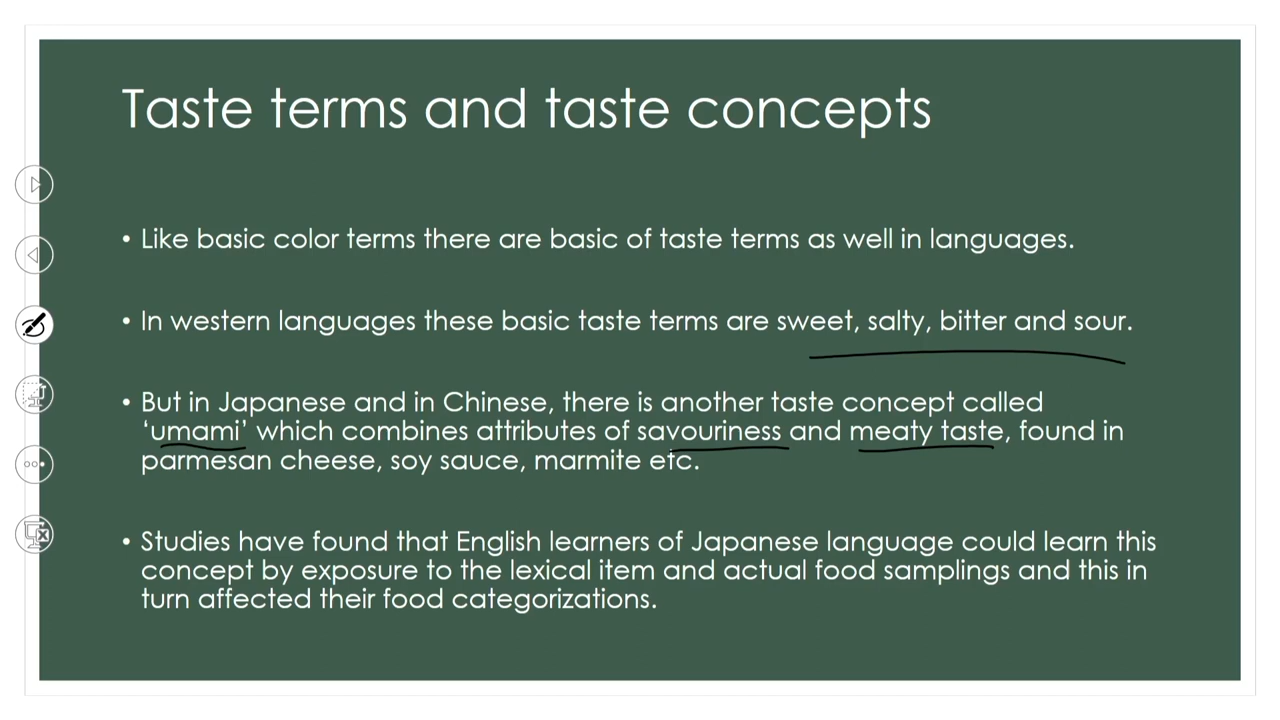 Taste terms and taste concepts
• Like basic color terms there are basic of taste terms as well in languages.
• In western languages these basic taste terms are sweet, salty, bitter and sour.
• But in Japanese and in Chinese, there is another taste concept called
‘umami’ which combines attributes of savouriness and meaty taste, found in
parmesan cheese, soy sauce, marmite etc.
• Studies have found that English learners of Japanese language could learn this
concept by exposure to the lexical item and actual food samplings and this in
turn affected their food categorizations.